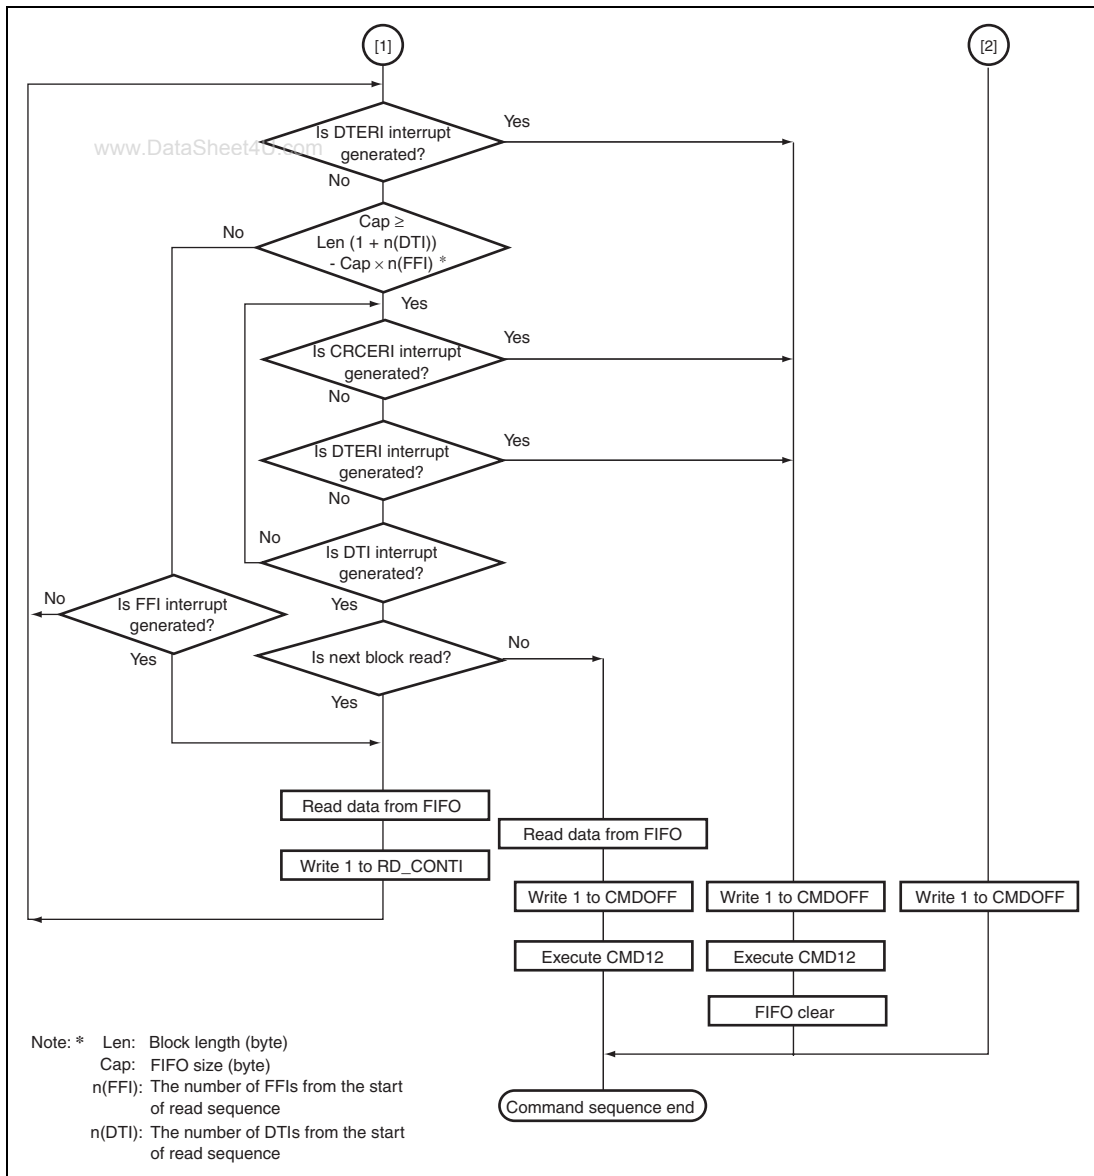 [1]
[2]
Is DTERI interrupt
generated?
Yes
www.DataSheet4U.com
No
Cap ≥
Len (1 + n(DTI))
- Cap × n(FFI) *
No
Yes
Is CRCERI interrupt
generated?
Yes
No
Is DTERI interrupt
generated?
Yes
No
Is DTI interrupt
generated?
No
Yes
Is FFI interrupt
generated?
No
Yes
Is next block read?
No
Yes
Read data from FIFO
Write 1 to RD_CONTI
Read data from FIFO
Write 1 to CMDOFF
Execute CMD12
Write 1 to CMDOFF
Execute CMD12
FIFO clear
Write 1 to CMDOFF
Command sequence end
Note: * Len: Block length (byte)
Cap: FIFO size (byte)
n(FFI): The number of FFIs from the start
of read sequence
n(DTI): The number of DTIs from the start
of read sequence